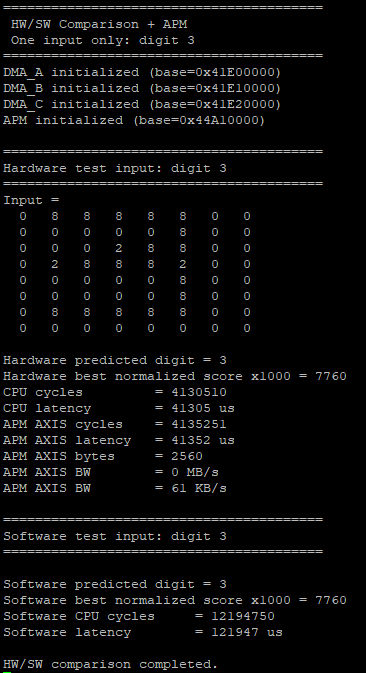 ========================================
HW/SW Comparison + APM
One input only: digit 3
========================================
DMA_A initialized (base=0x41E00000)
DMA_B initialized (base=0x41E10000)
DMA_C initialized (base=0x41E20000)
APM initialized (base=0x44A10000)
========================================
Hardware test input: digit 3
========================================
Input =
0 8 8 8 8 8 0 0
0 0 0 0 0 8 0 0
0 0 0 2 8 8 0 0
0 2 8 8 8 2 0 0
0 0 0 0 0 8 0 0
0 0 0 0 0 8 0 0
0 8 8 8 8 8 0 0
0 0 0 0 0 0 0 0
Hardware predicted digit = 3
Hardware best normalized score x1000 = 7760
CPU cycles = 4130510
CPU latency = 41305 us
APM AXIS cycles = 4135251
APM AXIS latency = 41352 us
APM AXIS bytes = 2560
APM AXIS BW = 0 MB/s
APM AXIS BW = 61 KB/s
========================================
Software test input: digit 3
========================================
Software predicted digit = 3
Software best normalized score x1000 = 7760
Software CPU cycles = 12194750
Software latency = 121947 us
HW/SW comparison completed.